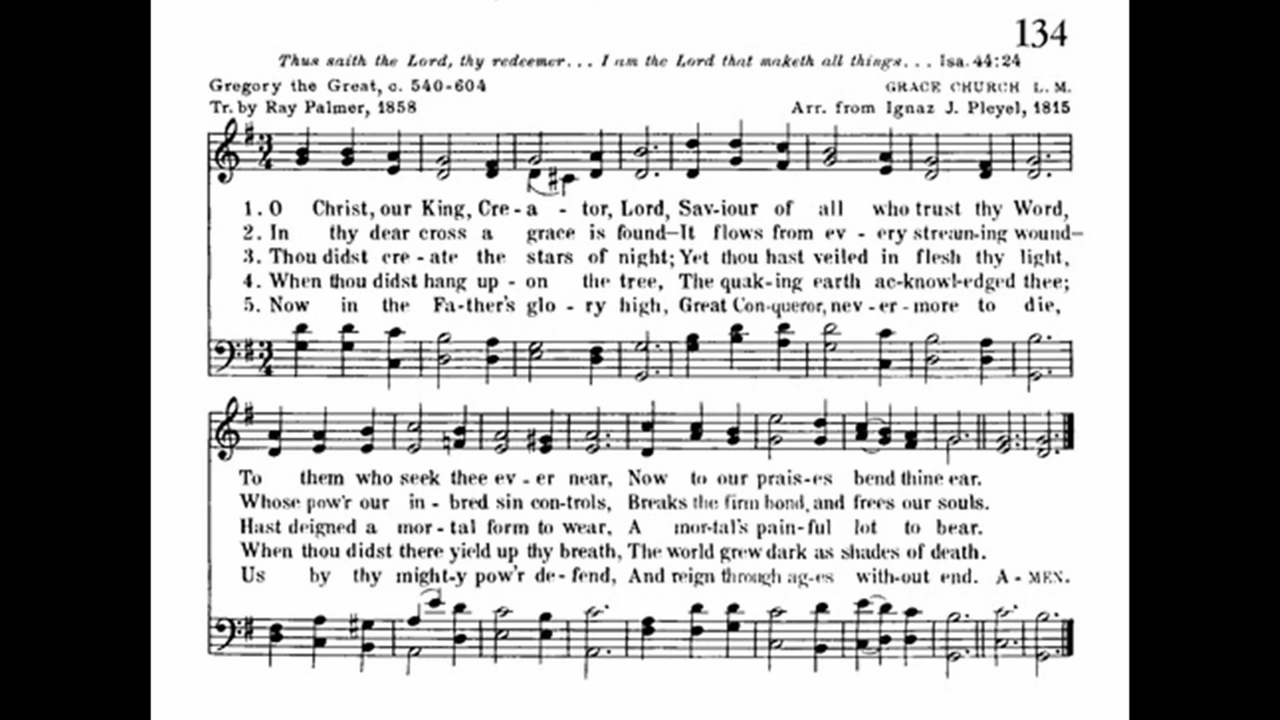 134
Thus saith the Lord, thy redeemer... I am the Lord that maketh all things... Isa. 44:24
Gregory the Great, c. 540-604
GRACE CHURCH L. M.
Tr. by Ray Palmer, 1858
Arr. from Ignaz J. Pleyel, 1815
1. O Christ, our King, Cre - a - tor, Lord, Sav-iour of all who trust thy Word,
2. In thy dear cross a grace is found—It flows from ev - ery stream-ing wound—
3. Thou didst cre - ate the stars of night; Yet thou hast veiled in flesh thy light,
4. When thou didst hang up - on the tree, The quak-ing earth ac-knowl-edged thee;
5. Now in the Fa-ther's glo - ry high, Great Con-queror, nev - er - more to die,
To them who seek thee ev - er near, Now to our prais-es bend thine ear.
Whose pow'r our in - bred sin con-trols, Breaks the firm bond, and frees our souls.
Hast deigned a mor - tal form to wear, A mor-tal's pain-ful lot to bear.
When thou didst there yield up thy breath, The world grew dark as shades of death.
Us by thy might-y pow'r de - fend, And reign through ag-es with-out end. A - MEN.